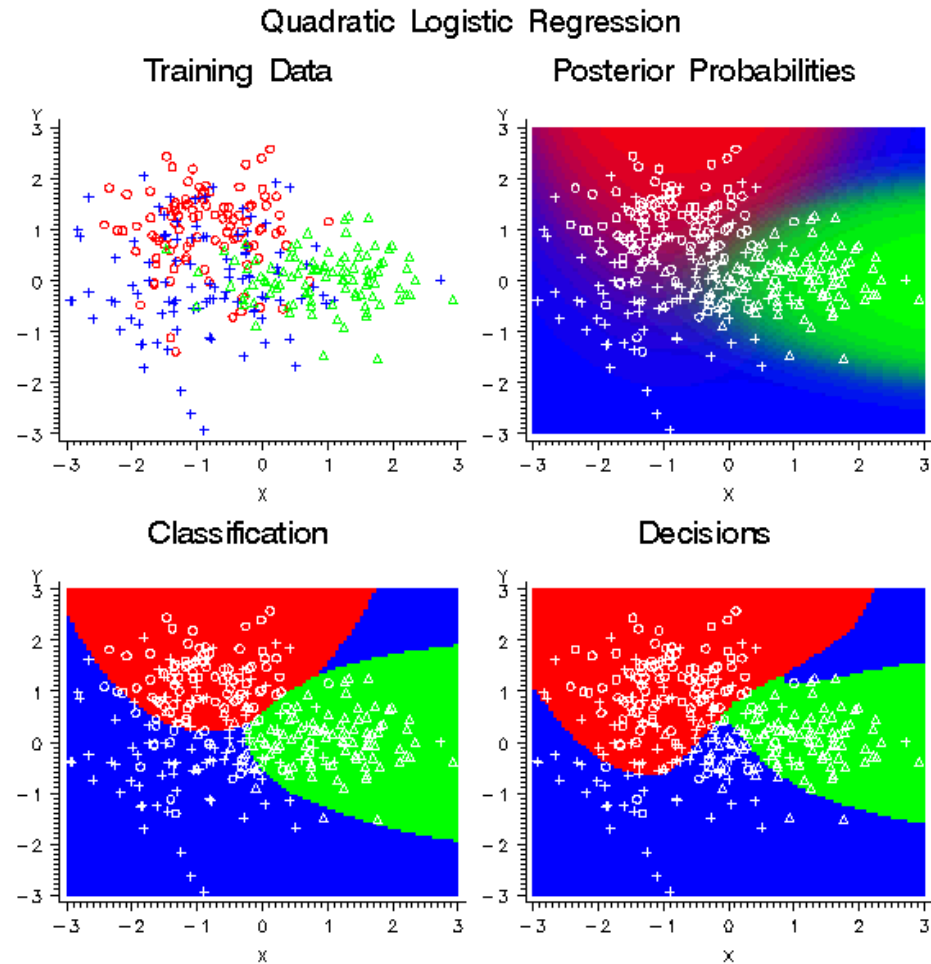 Quadratic Logistic Regression
Training Data
Posterior Probabilities
Y
3
2
1
0
-1
-2
-3
-3 -2 -1 0 1 2 3
X
Y
3
2
1
0
-1
-2
-3
-3 -2 -1 0 1 2 3
X
Classification
Decisions
Y
3
2
1
0
-1
-2
-3
-3 -2 -1 0 1 2 3
X
Y
3
2
1
0
-1
-2
-3
-3 -2 -1 0 1 2 3
X